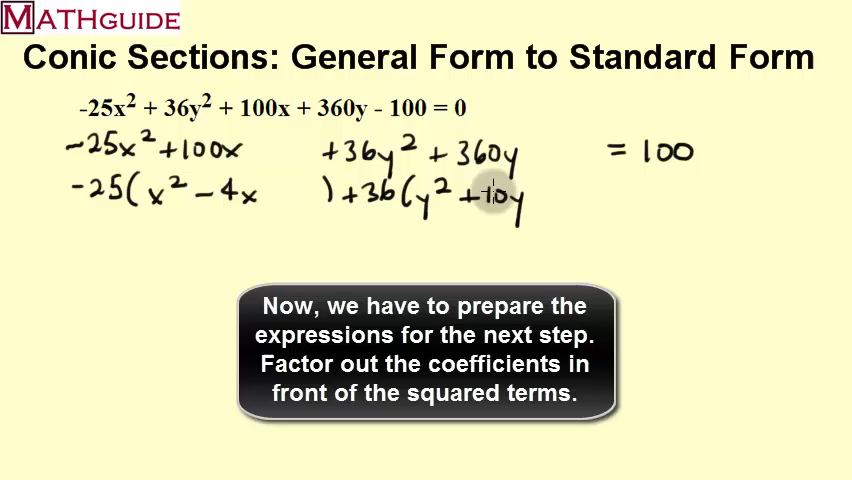 MATHGUIDE
Conic Sections: General Form to Standard Form
-25x² + 36y² + 100x + 360y - 100 = 0
-25x² + 100x +36y² + 360y = 100
-25(x² - 4x ) +36(y² +10y
Now, we have to prepare the
expressions for the next step.
Factor out the coefficients in
front of the squared terms.